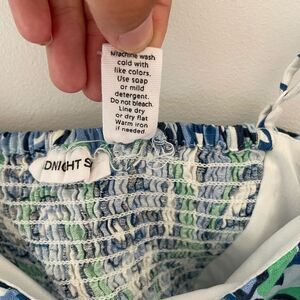 Machine wash
cold with
like colors.
Use soap
or mild
detergent.
Do not bleach.
Line dry
or dry flat
Warm iron
if needed.
DNIGHT S